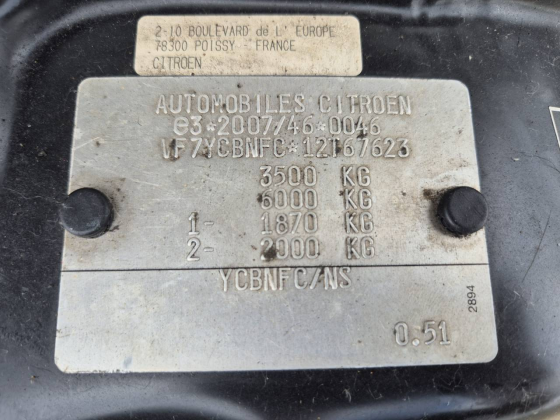 2-10 BOULEVARD de L' EUROPE
78300 POISSY - FRANCE
CITROEN
AUTOMOBILES CITROEN
e3*2007/46*0046
VF7YCBNFC*12T67623
3500 KG
6000 KG
1- 1870 KG
2- 2000 KG
YCBNFC/NS
2894
0.51